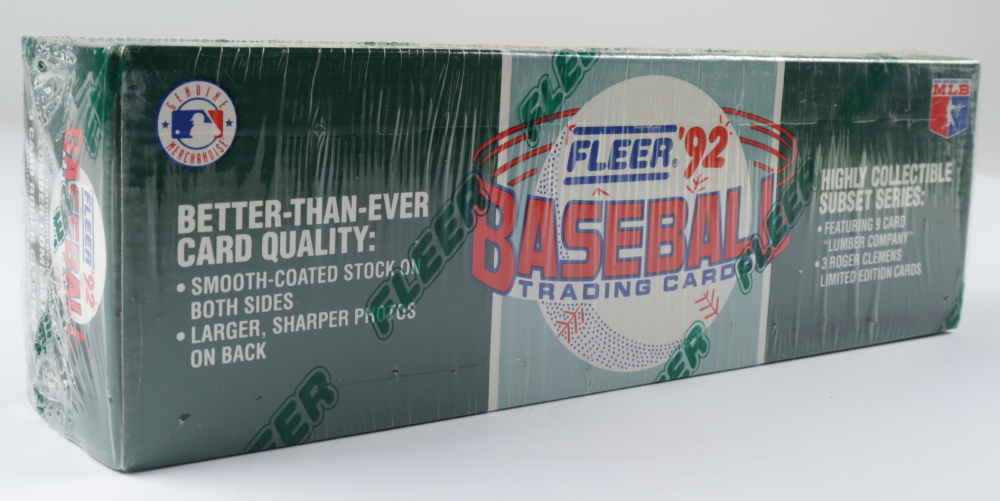 GENUINE
MERCHANDISE
BETTER-THAN-EVER
CARD QUALITY:
• SMOOTH-COATED STOCK ON
BOTH SIDES
• LARGER, SHARPER PHOTOS
ON BACK
FLEER '92
BASEBALL
TRADING CARDS
MLB
HIGHLY COLLECTIBLE
SUBSET SERIES:
• FEATURING 9 CARD
"LUMBER COMPANY"
• 3 ROGER CLEMENS
LIMITED EDITION CARDS
FLEER
FLEER
FLEER
FLEER '92
BASEBALL